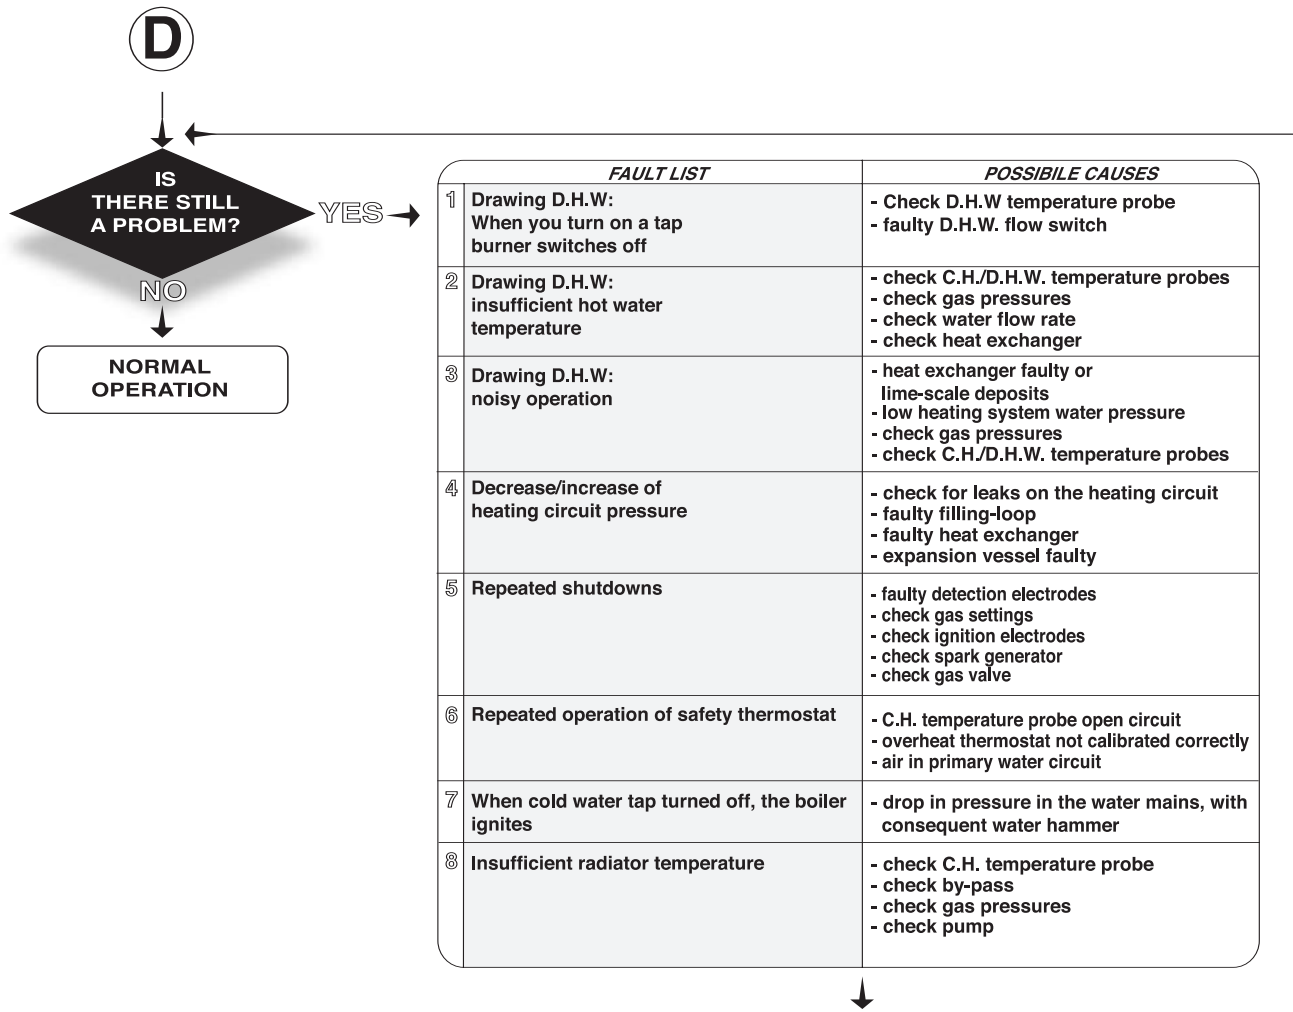 D
IS
THERE STILL
A PROBLEM?
YES
NO
NORMAL
OPERATION
FAULT LIST
POSSIBILE CAUSES
1 Drawing D.H.W:
When you turn on a tap
burner switches off
- Check D.H.W temperature probe
- faulty D.H.W. flow switch
2 Drawing D.H.W:
insufficient hot water
temperature
- check C.H./D.H.W. temperature probes
- check gas pressures
- check water flow rate
- check heat exchanger
3 Drawing D.H.W:
noisy operation
- heat exchanger faulty or
lime-scale deposits
- low heating system water pressure
- check gas pressures
- check C.H./D.H.W. temperature probes
4 Decrease/increase of
heating circuit pressure
- check for leaks on the heating circuit
- faulty filling-loop
- faulty heat exchanger
- expansion vessel faulty
5 Repeated shutdowns
- faulty detection electrodes
- check gas settings
- check ignition electrodes
- check spark generator
- check gas valve
6 Repeated operation of safety thermostat
- C.H. temperature probe open circuit
- overheat thermostat not calibrated correctly
- air in primary water circuit
7 When cold water tap turned off, the boiler
ignites
- drop in pressure in the water mains, with
consequent water hammer
8 Insufficient radiator temperature
- check C.H. temperature probe
- check by-pass
- check gas pressures
- check pump